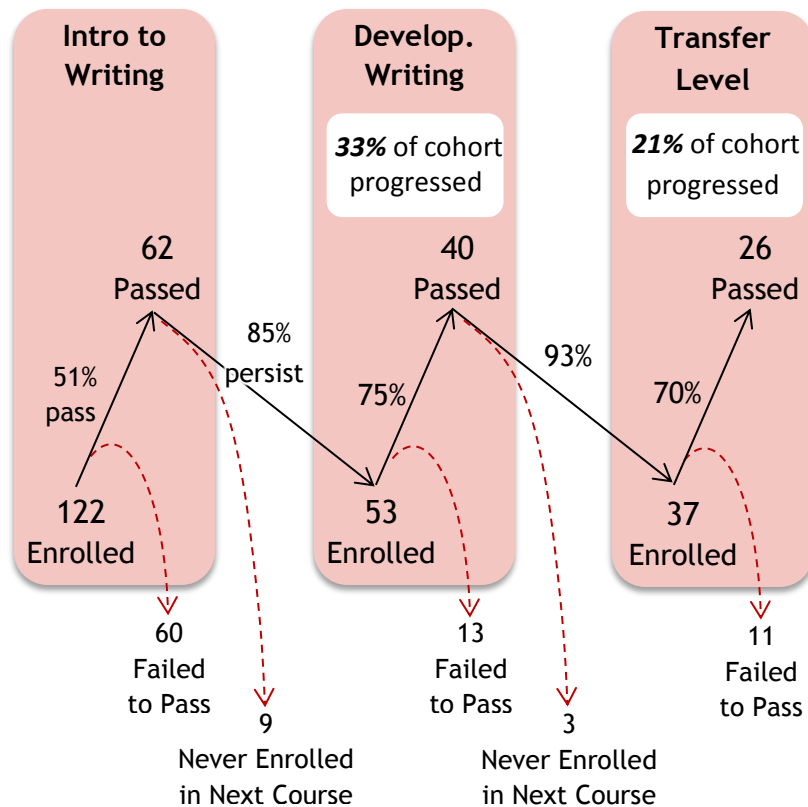 Intro to
Writing
62
Passed
51%
pass
122
Enrolled
60
Failed
to Pass
85%
persist
9
Never Enrolled
in Next Course
Develop.
Writing
33% of cohort
progressed
40
Passed
75%
53
Enrolled
13
Failed
to Pass
93%
3
Never Enrolled
in Next Course
Transfer
Level
21% of cohort
progressed
26
Passed
70%
37
Enrolled
11
Failed
to Pass